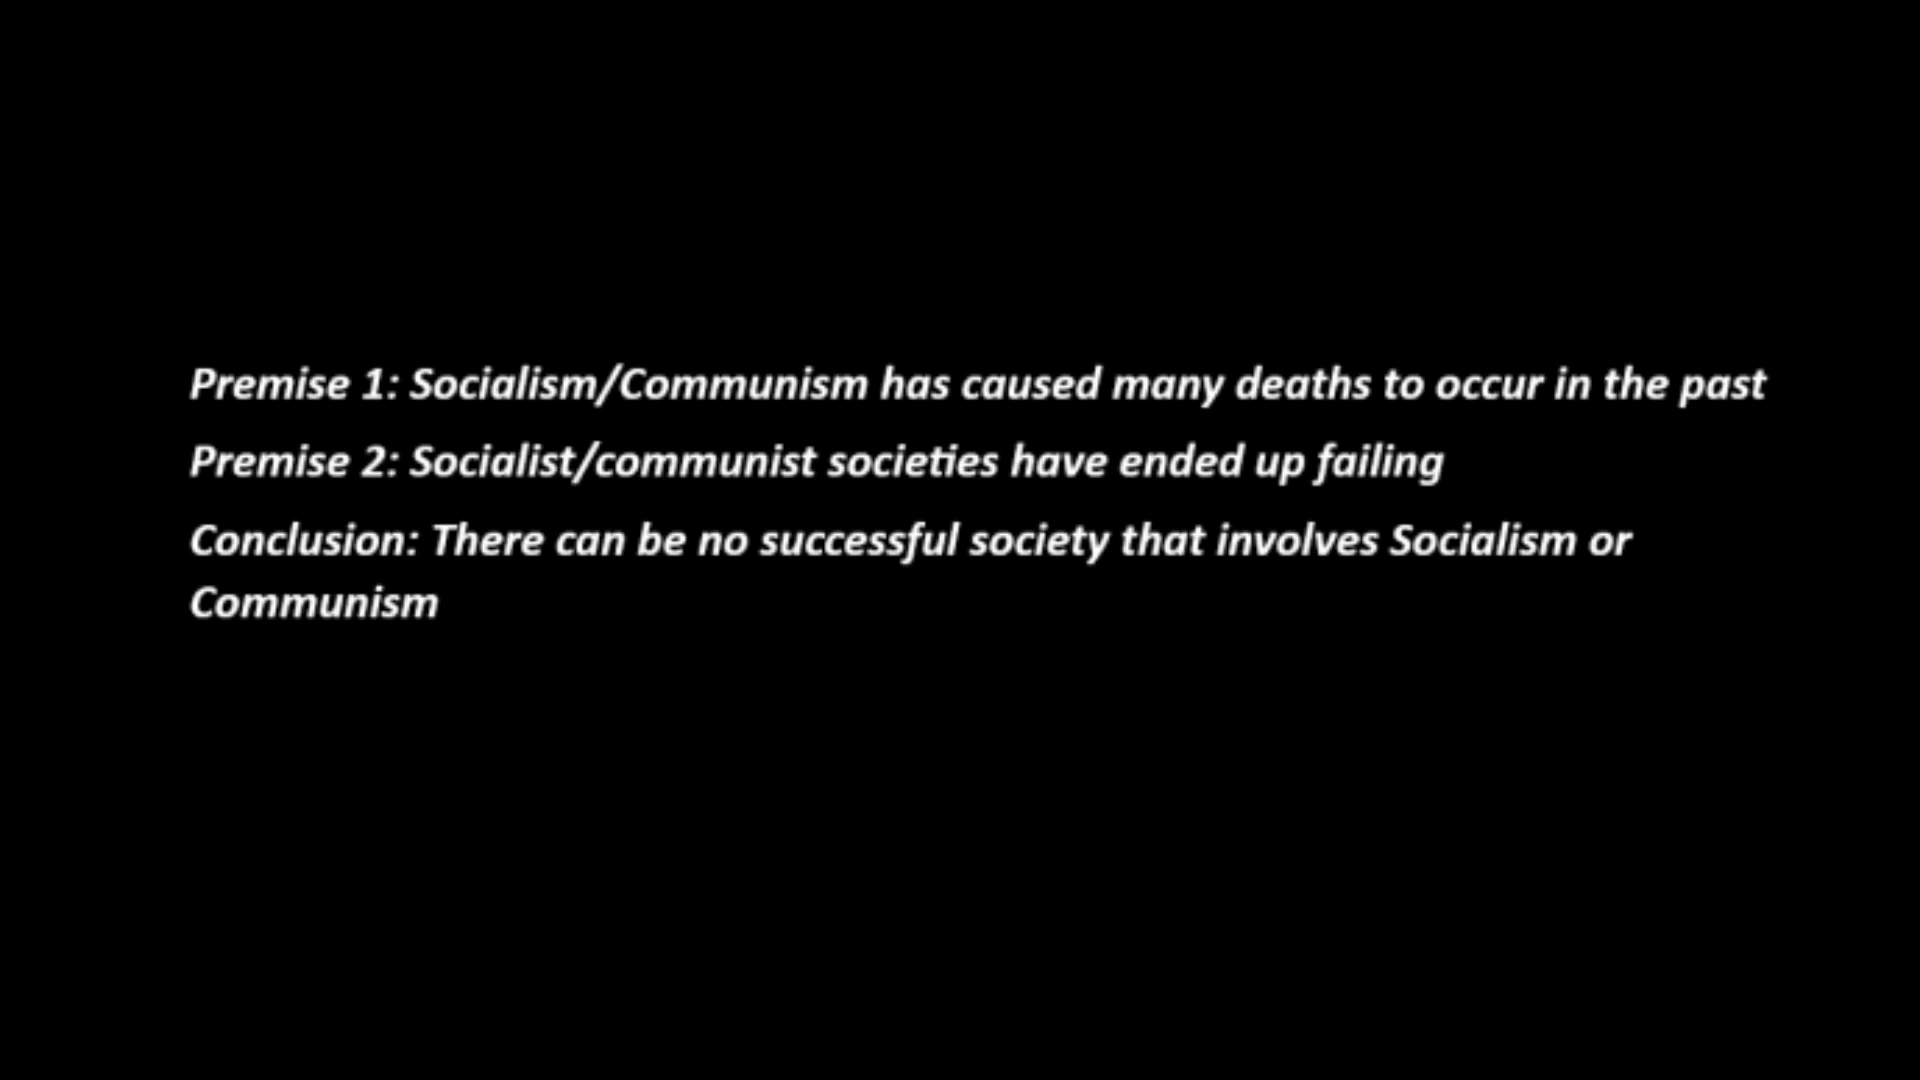 Premise 1: Socialism/Communism has caused many deaths to occur in the past
Premise 2: Socialist/communist societies have ended up failing
Conclusion: There can be no successful society that involves Socialism or
Communism